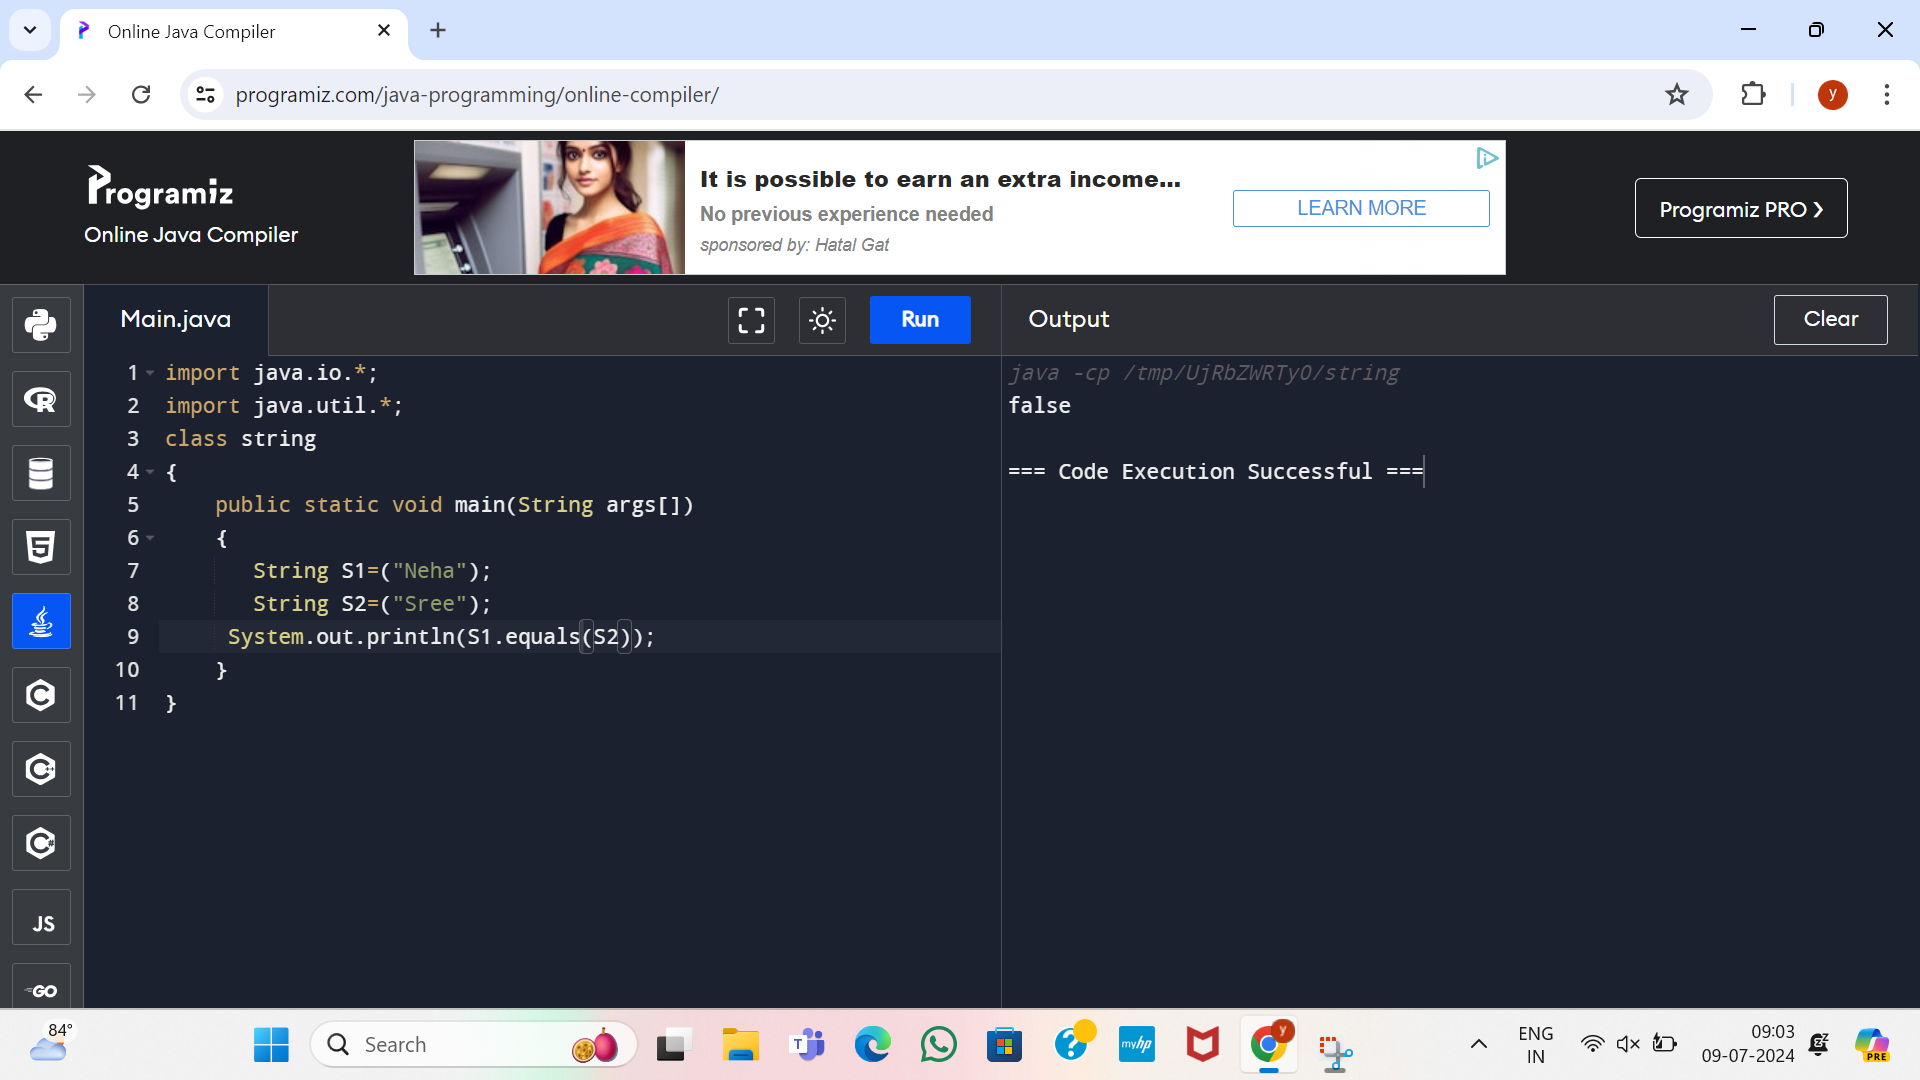 Online Java Compiler
programiz.com/java-programming/online-compiler/
y
Programiz
Online Java Compiler
It is possible to earn an extra income...
No previous experience needed
sponsored by: Hatal Gat
LEARN MORE
Programiz PRO ❯
Main.java
Run
Output
Clear
1 import java.io.*;
2 import java.util.*;
3 class string
4 {
5     public static void main(String args[])
6     {
7        String S1=("Neha");
8        String S2=("Sree");
9      System.out.println(S1.equals(S2));
10     }
11 }
java -cp /tmp/UjRbZWRTyO/string
false
=== Code Execution Successful ===
R
5
C
C+
C#
JS
GO
84°
Search
T
?
myhp
y
ENG
IN
09:03
09-07-2024
PRE